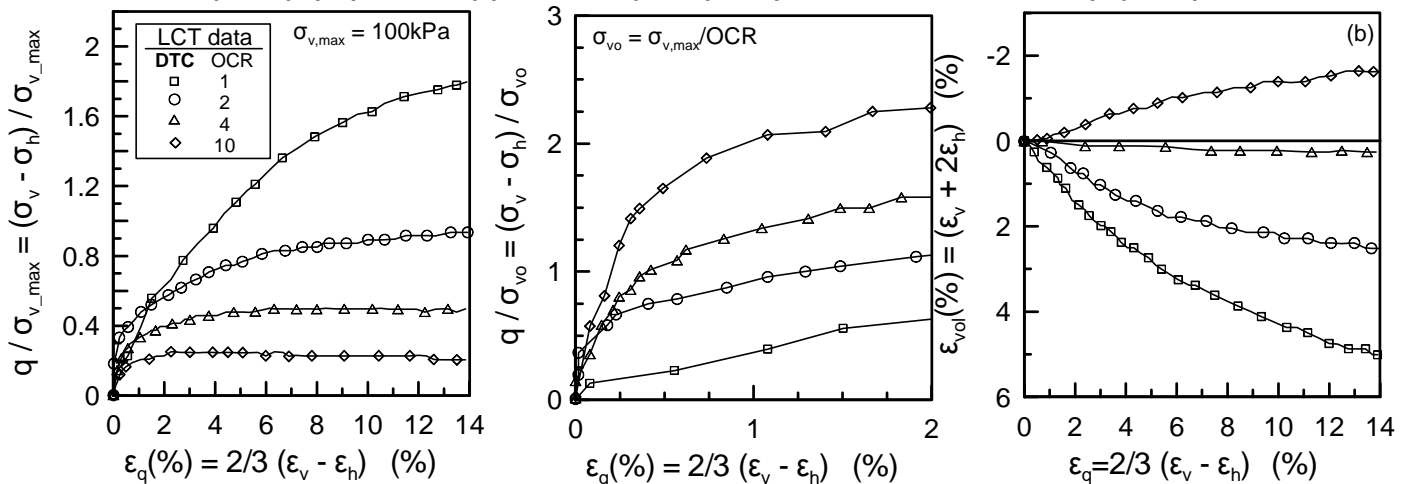 LCT data
DTC OCR
1
2
4
10
σv,max = 100kPa
q / σv_max = (σv - σh) / σv_max
2
1.6
1.2
0.8
0.4
0
0 2 4 6 8 10 12 14
εq(%) = 2/3 (εv - εh) (%)
σvo = σv,max/OCR
q / σvo = (σv - σh) / σvo
3
2
1
0
0 1 2
εq(%) = 2/3 (εv - εh) (%)
(b)
εvol(%) = (εv + 2εh) (%)
-2
0
2
4
6
0 2 4 6 8 10 12 14
εq=2/3 (εv - εh) (%)